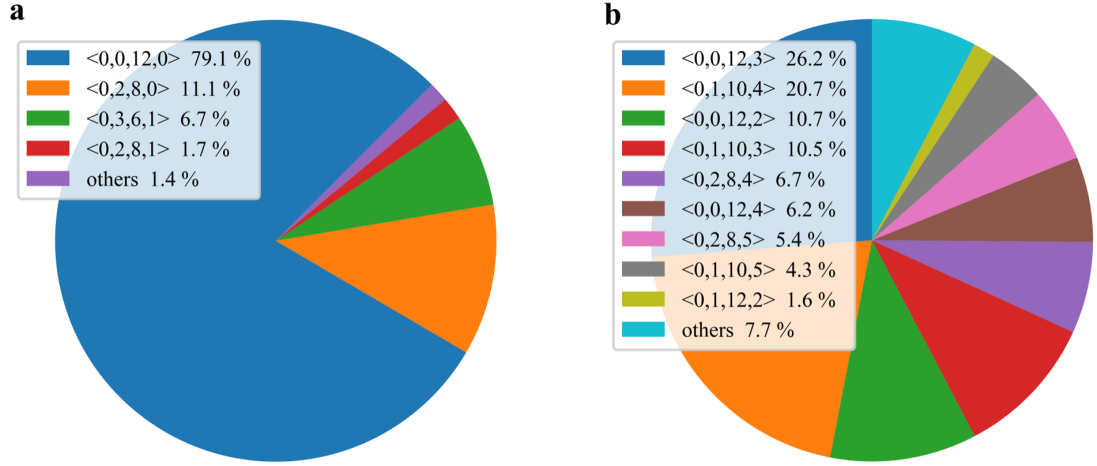 a
<0,0,12,0> 79.1 %
<0,2,8,0> 11.1 %
<0,3,6,1> 6.7 %
<0,2,8,1> 1.7 %
others 1.4 %
b
<0,0,12,3> 26.2 %
<0,1,10,4> 20.7 %
<0,0,12,2> 10.7 %
<0,1,10,3> 10.5 %
<0,2,8,4> 6.7 %
<0,0,12,4> 6.2 %
<0,2,8,5> 5.4 %
<0,1,10,5> 4.3 %
<0,1,12,2> 1.6 %
others 7.7 %